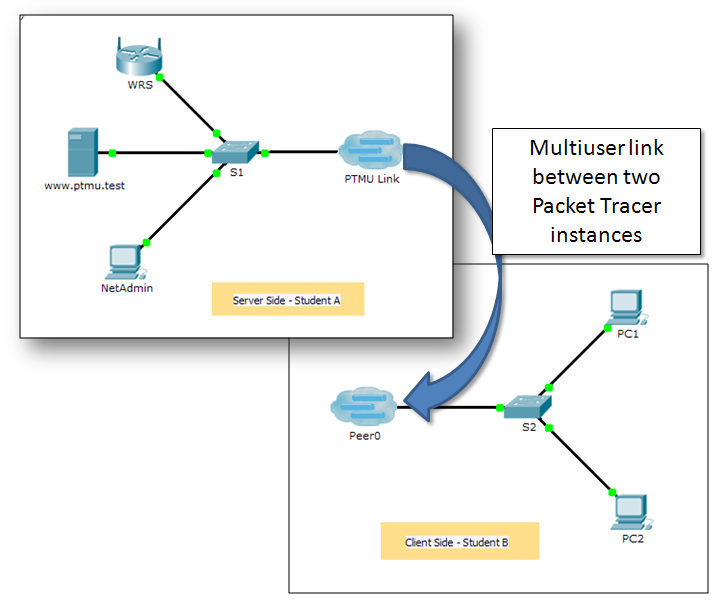 WRS
S1
www.ptmu.test
PTMU Link
NetAdmin
Server Side - Student A
Multiuser link
between two
Packet Tracer
instances
PC1
Peer0
S2
PC2
Client Side - Student B